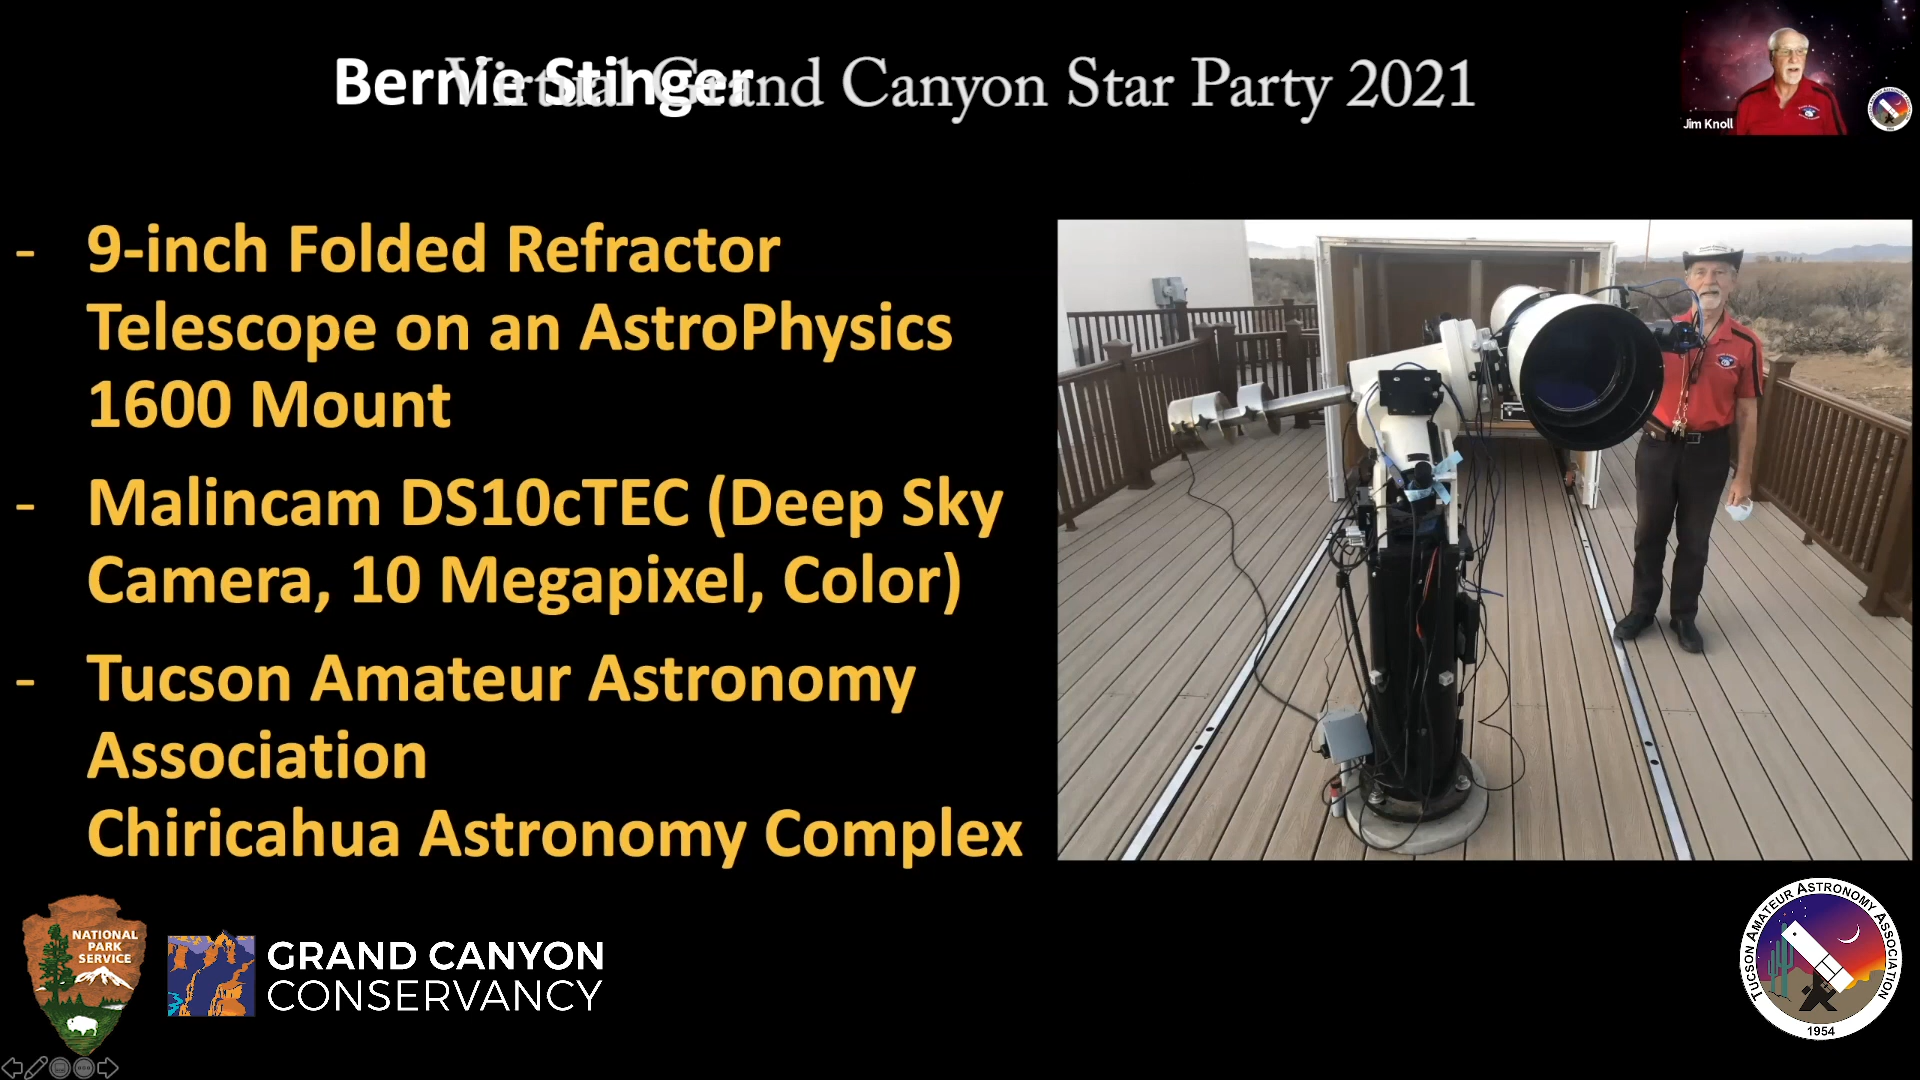 Bernie Stinger
Virtual Grand Canyon Star Party 2021
Jim Knoll
- 9-inch Folded Refractor
Telescope on an AstroPhysics
1600 Mount
- Malincam DS10cTEC (Deep Sky
Camera, 10 Megapixel, Color)
- Tucson Amateur Astronomy
Association
Chiricahua Astronomy Complex
NATIONAL
PARK
SERVICE
GRAND CANYON
CONSERVANCY
TUCSON AMATEUR ASTRONOMY ASSOCIATION
1954